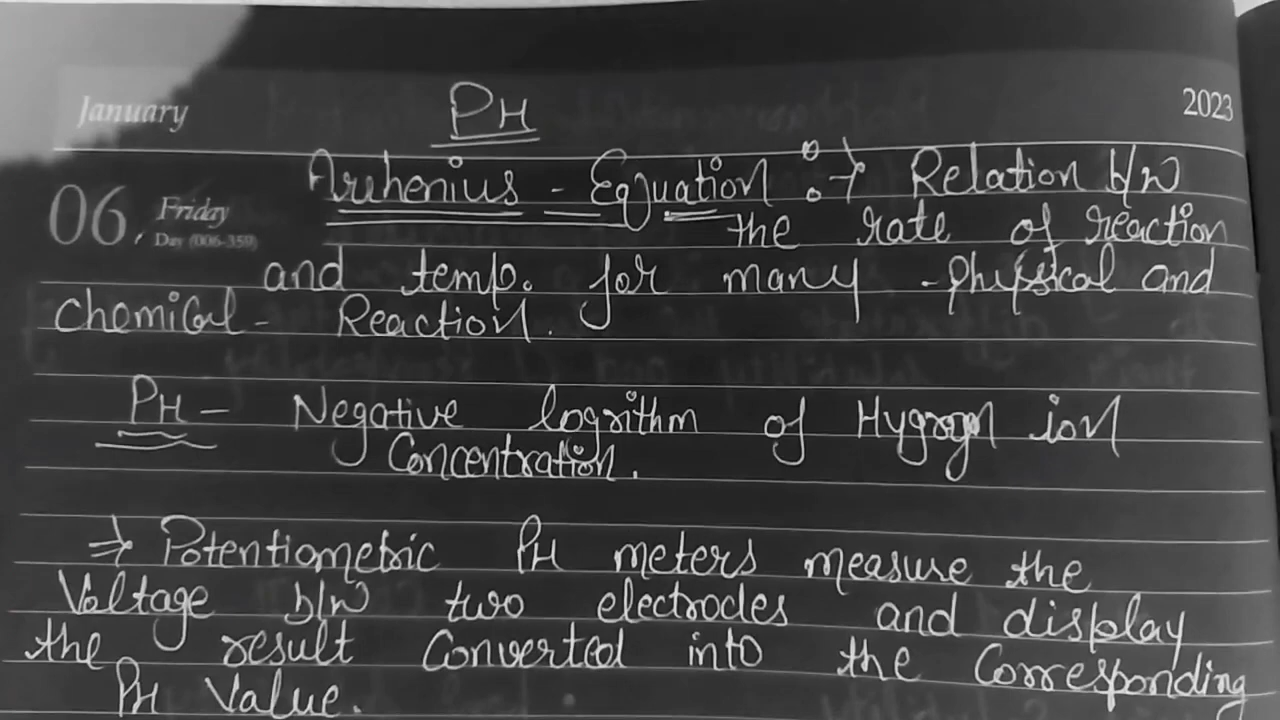 January
PH
2023
06, Friday
Day (006-359)
Arrhenius - Equation :→ Relation b/w
the rate of reaction
and temp. for many - physical and
Chemical - Reaction.
PH - Negative logrithm of Hygrogn ion
Concentration.
⇒ Potentiometric PH meters measure the
Voltage b/w two electrodes and display
the result Converted into the Corresponding
PH Value.